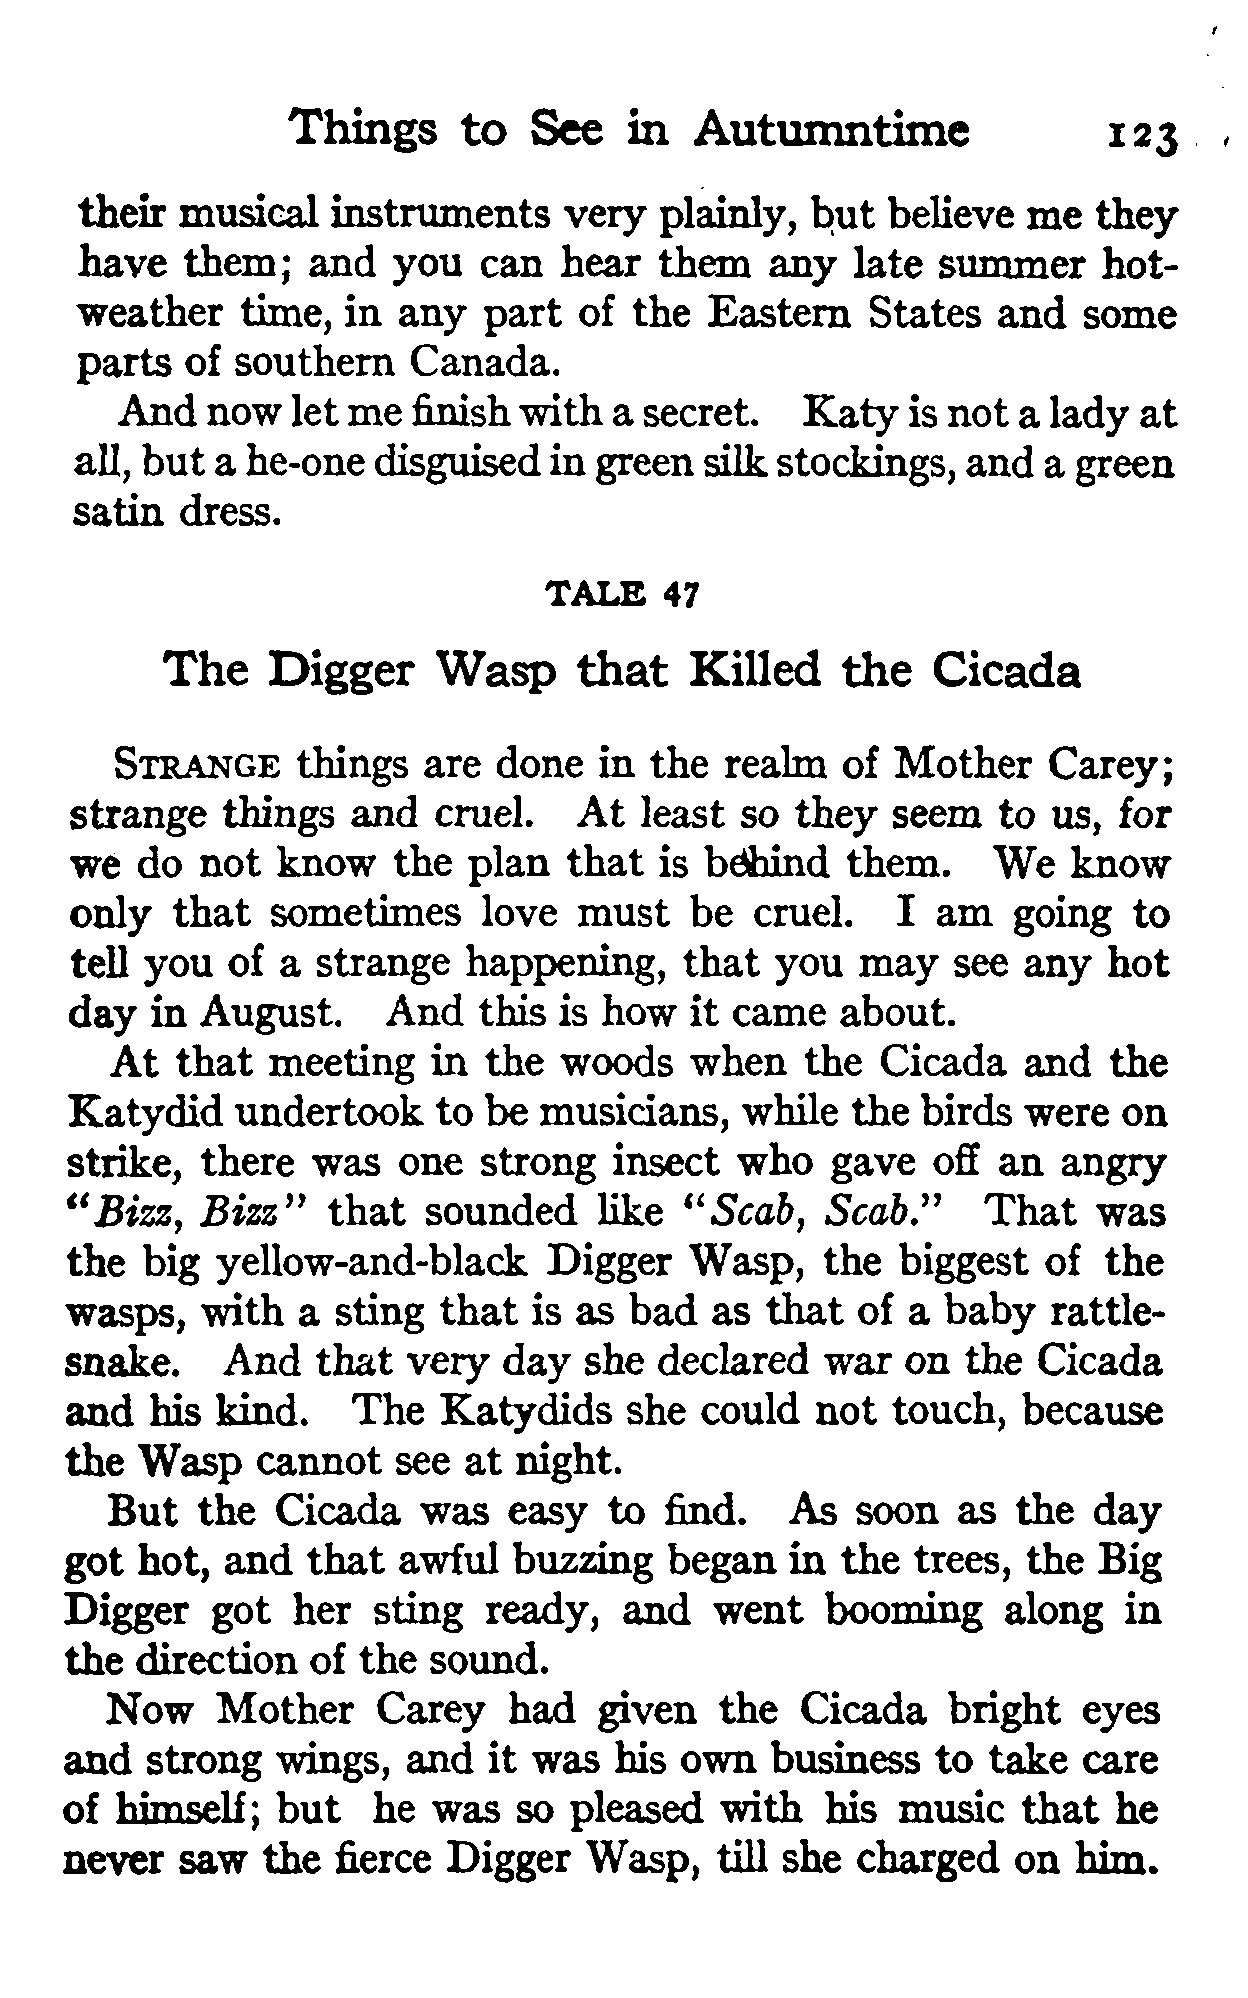 Things to See in Autumntime 123
their musical instruments very plainly, but believe me they
have them; and you can hear them any late summer hot-
weather time, in any part of the Eastern States and some
parts of southern Canada.
And now let me finish with a secret. Katy is not a lady at
all, but a he-one disguised in green silk stockings, and a green
satin dress.
TALE 47
The Digger Wasp that Killed the Cicada
STRANGE things are done in the realm of Mother Carey;
strange things and cruel. At least so they seem to us, for
we do not know the plan that is behind them. We know
only that sometimes love must be cruel. I am going to
tell you of a strange happening, that you may see any hot
day in August. And this is how it came about.
At that meeting in the woods when the Cicada and the
Katydid undertook to be musicians, while the birds were on
strike, there was one strong insect who gave off an angry
"Bizz, Bizz" that sounded like "Scab, Scab." That was
the big yellow-and-black Digger Wasp, the biggest of the
wasps, with a sting that is as bad as that of a baby rattle-
snake. And that very day she declared war on the Cicada
and his kind. The Katydids she could not touch, because
the Wasp cannot see at night.
But the Cicada was easy to find. As soon as the day
got hot, and that awful buzzing began in the trees, the Big
Digger got her sting ready, and went booming along in
the direction of the sound.
Now Mother Carey had given the Cicada bright eyes
and strong wings, and it was his own business to take care
of himself; but he was so pleased with his music that he
never saw the fierce Digger Wasp, till she charged on him.